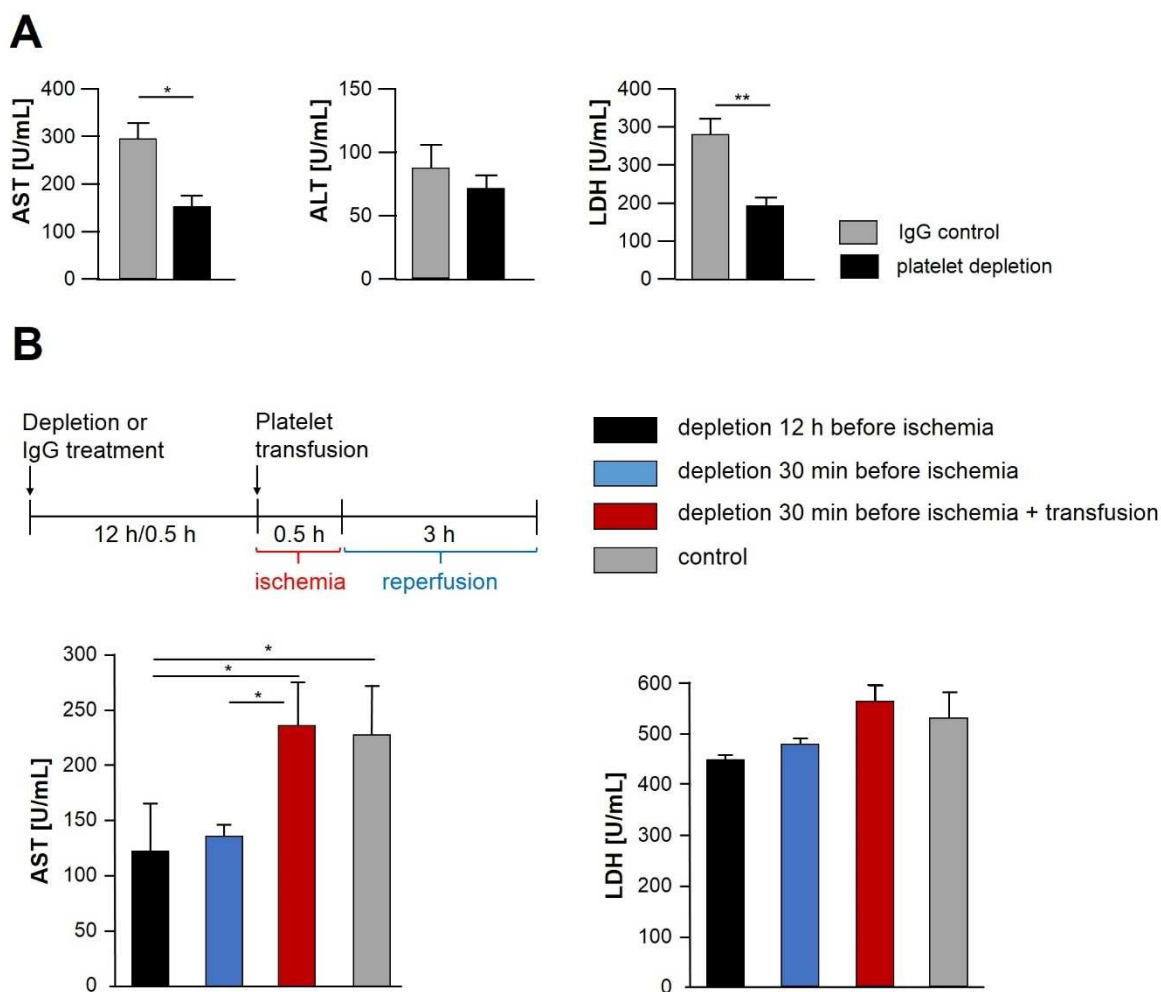 A
AST [U/mL]
400
300
200
100
0
*
ALT [U/mL]
150
100
50
0
LDH [U/mL]
400
300
300
200
100
0
**
IgG control
platelet depletion
B
Depletion or
IgG treatment
Platelet
transfusion
12 h/0.5 h
0.5 h
3 h
ischemia
reperfusion
depletion 12 h before ischemia
depletion 30 min before ischemia
depletion 30 min before ischemia + transfusion
control
AST [U/mL]
300
250
200
150
100
50
0
*
*
*
LDH [U/mL]
600
500
400
300
200
100
0